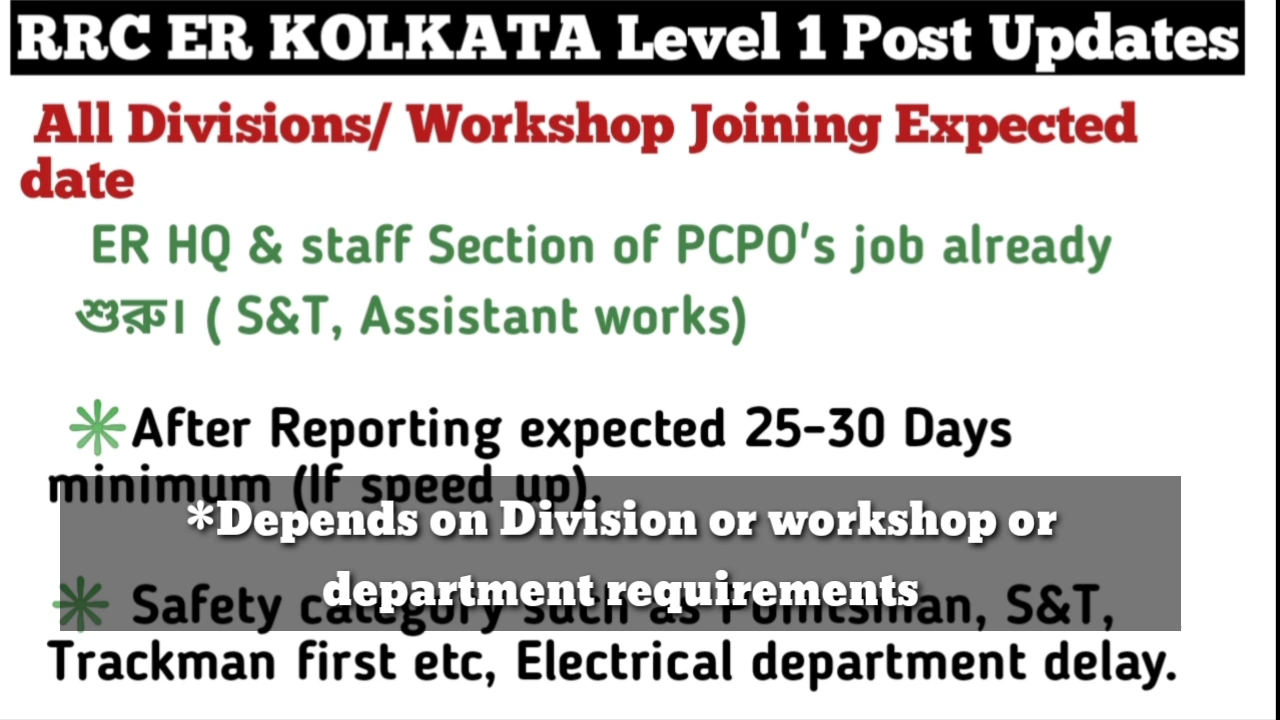 RRC ER KOLKATA Level 1 Post Updates
All Divisions/ Workshop Joining Expected
date
ER HQ & staff Section of PCPO's job already
শুরু। ( S&T, Assistant works)
✳After Reporting expected 25-30 Days
minimum (If speed up).
*Depends on Division or workshop or
department requirements
✳ Safety category such as Pointsman, S&T,
Trackman first etc, Electrical department delay.